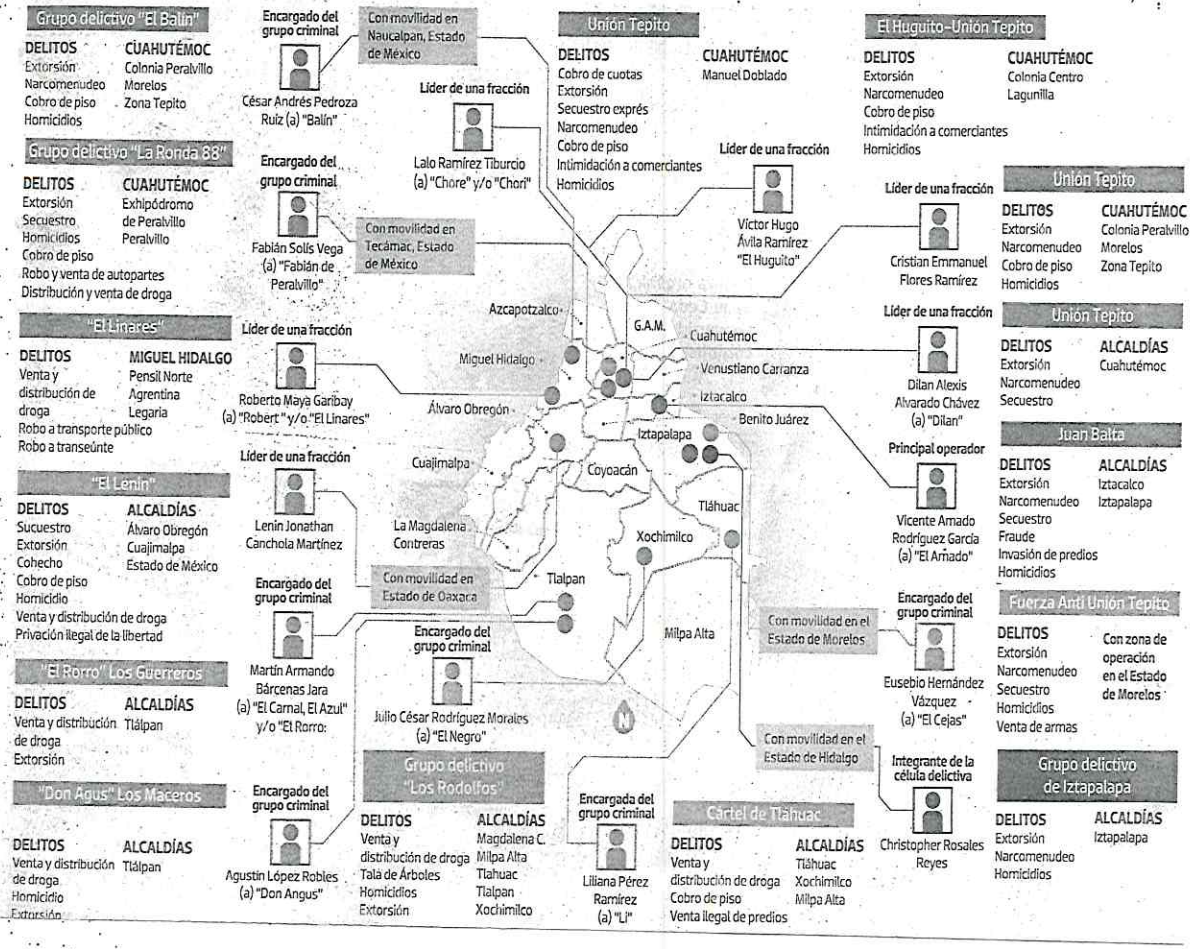 Grupo delictivo "El Balín"
DELITOS
Extorsión
Narcomenudeo
Cobro de piso
Homicidios
CUAHUTÉMOC
Colonia Peralvillo
Morelos
Zona Tepito
Encargado del
grupo criminal
César Andrés Pedroza
Ruiz (a) "Balín"
Con movilidad en
Naucalpan, Estado
de México
Líder de una fracción
Lalo Ramírez Tiburcio
(a) "Chore" y/o "Chori"
Unión Tepito
DELITOS
Cobro de cuotas
Extorsión
Secuestro exprés
Narcomenudeo
Cobro de piso
Intimidación a comerciantes
Homicidios
CUAHUTÉMOC
Manuel Doblado
Líder de una fracción
Víctor Hugo
Ávila Ramírez
"El Huguito"
El Huguito-Unión Tepito
DELITOS
Extorsión
Narcomenudeo
Cobro de piso
Intimidación a comerciantes
Homicidios
CUAHUTÉMOC
Colonia Centro
Lagunilla
Líder de una fracción
Cristian Emmanuel
Flores Ramírez
Unión Tepito
DELITOS
Extorsión
Narcomenudeo
Cobro de piso
Homicidios
CUAHUTÉMOC
Colonia Peralvillo
Morelos
Zona Tepito
Grupo delictivo "La Ronda 88"
DELITOS
Extorsión
Secuestro
Homicidios
Cobro de piso
Robo y venta de autopartes
Distribución y venta de droga
CUAHUTÉMOC
Exhipódromo
de Peralvillo
Peralvillo
Encargado del
grupo criminal
Fabián Solís Vega
(a) "Fabián de
Peralvillo"
Con movilidad en
Tecámac, Estado
de México
Líder de una fracción
Dilan Alexis
Alvarado Chávez
(a) "Dilan"
Unión Tepito
DELITOS
Extorsión
Narcomenudeo
Secuestro
ALCALDÍAS
Cuahutémoc
"El Linares"
DELITOS
Venta y
distribución de
droga
Robo a transporte público
Robo a transeúnte
MIGUEL HIDALGO
Pensil Norte
Agrentina
Legaria
Líder de una fracción
Roberto Maya Garibay
(a) "Robert" y/o "El Linares"
Azcapotzalco
G.A.M.
Cuahutémoc
Miguel Hidalgo
Venustiano Carranza
Iztacalco
Álvaro Obregón
Benito Juárez
Iztapalapa
Cuajimalpa
Coyoacán
Tláhuac
La Magdalena
Contreras
Xochimilco
Tlalpan
Milpa Alta
N
Principal operador
Vicente Amado
Rodríguez García
(a) "El Amado"
Juan Balta
DELITOS
Extorsión
Narcomenudeo
Secuestro
Fraude
Invasión de predios
Homicidios
ALCALDÍAS
Iztacalco
Iztapalapa
"El Lenin"
DELITOS
Sucuestro
Extorsión
Cohecho
Cobro de piso
Homicidio
Venta y distribución de droga
Privación ilegal de la libertad
ALCALDÍAS
Álvaro Obregón
Cuajimalpa
Estado de México
Líder de una fracción
Lenin Jonathan
Canchola Martínez
Con movilidad en
Estado de Oaxaca
Encargado del
grupo criminal
Martín Armando
Bárcenas Jara
(a) "El Carnal, El Azul"
y/o "El Rorro:
"El Rorro" Los Guerreros
DELITOS
Venta y distribución
de droga
Extorsión
ALCALDÍAS
Tlálpan
Encargado del
grupo criminal
Julio César Rodríguez Morales
(a) "El Negro"
Grupo delictivo
"Los Rodolfos"
DELITOS
Venta y
distribución de droga
Tala de Árboles
Homicidios
Extorsión
ALCALDÍAS
Magdalena C.
Milpa Alta
Tlahuac
Tlalpan
Xochimilco
Con movilidad en el
Estado de Morelos
Encargado del
grupo criminal
Eusebio Hernández
Vázquez
(a) "El Cejas"
Fuerza Anti Unión Tepito
DELITOS
Extorsión
Narcomenudeo
Secuestro
Homicidios
Venta de armas
Con zona de
operación
en el Estado
de Morelos
"Don Agus" Los Maceros
DELITOS
Venta y distribución
de droga
Homicidio
Extorsión
ALCALDÍAS
Tlálpan
Encargado del
grupo criminal
Agustín López Robles
(a) "Don Angus"
Encargada del
grupo criminal
Liliana Pérez
Ramírez
(a) "Li"
Cártel de Tláhuac
DELITOS
Venta y
distribución de droga
Cobro de piso
Venta ilegal de predios
ALCALDÍAS
Tláhuac
Xochimilco
Milpa Alta
Con movilidad en el
Estado de Hidalgo
Integrante de la
célula delictiva
Christopher Rosales
Reyes
Grupo delictivo
de Iztapalapa
DELITOS
Extorsión
Narcomenudeo
Homicidios
ALCALDÍAS
Iztapalapa